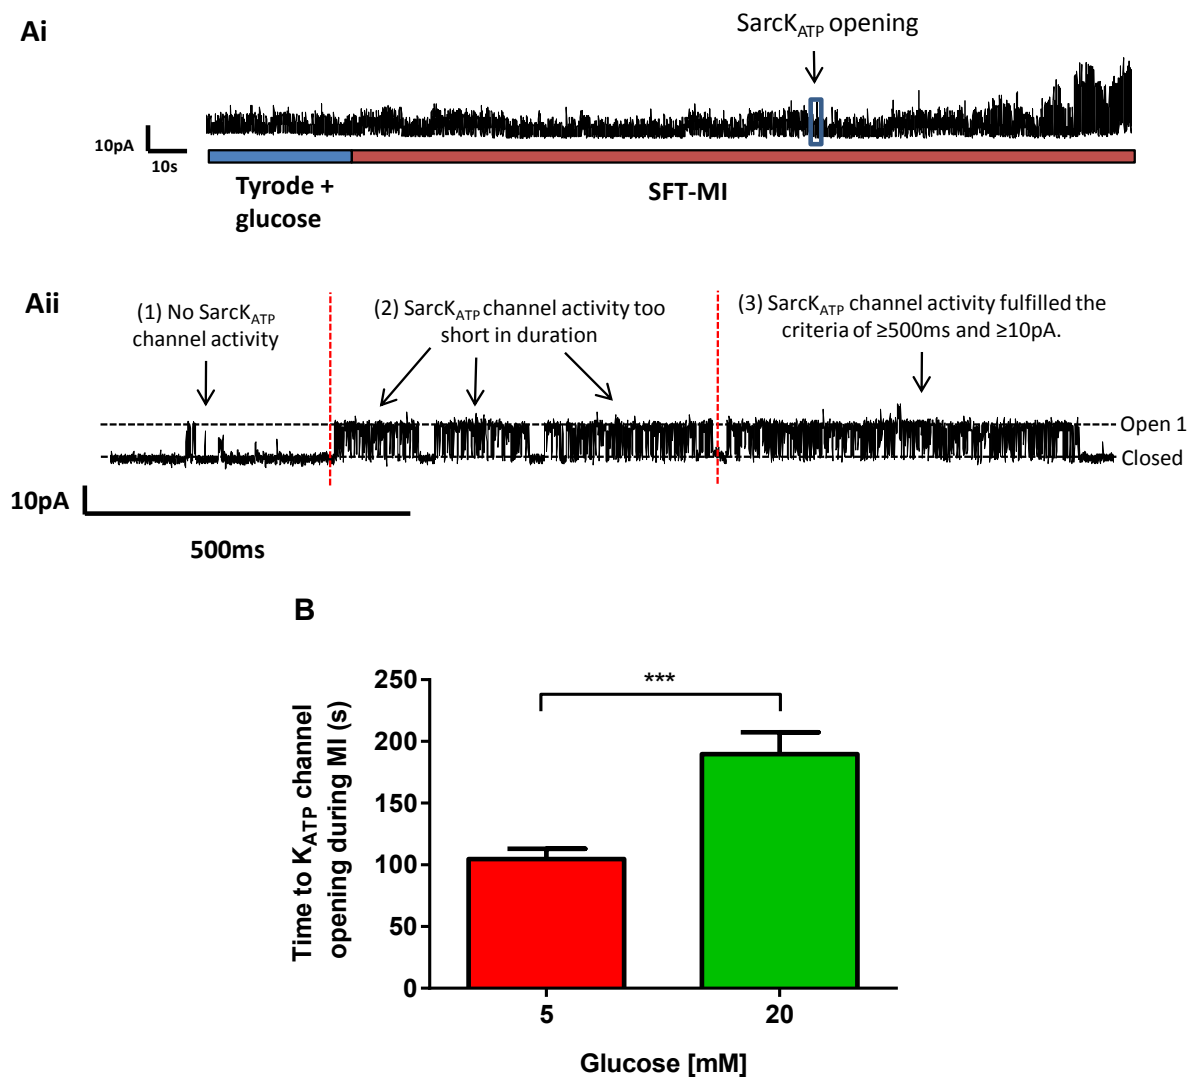 Ai
SarcKATP opening
10pA
10s
Tyrode +
glucose
SFT-MI
Aii
(1) No SarcKATP
channel activity
(2) SarcKATP channel activity too
short in duration
(3) SarcKATP channel activity fulfilled the
criteria of ≥500ms and ≥10pA.
Open 1
Closed
10pA
500ms
B
Time to KATP channel
opening during MI (s)
250
200
150
100
50
0
***
5
20
Glucose [mM]